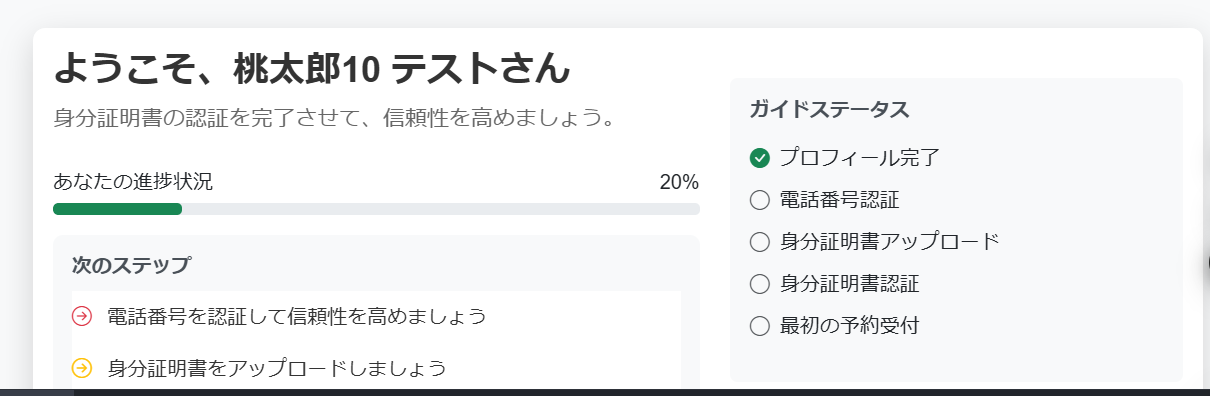 ようこそ、桃太郎10 テストさん
身分証明書の認証を完了させて、信頼性を高めましょう。
あなたの進捗状況
20%
次のステップ
電話番号を認証して信頼性を高めましょう
身分証明書をアップロードしましょう
ガイドステータス
プロフィール完了
電話番号認証
身分証明書アップロード
身分証明書認証
最初の予約受付